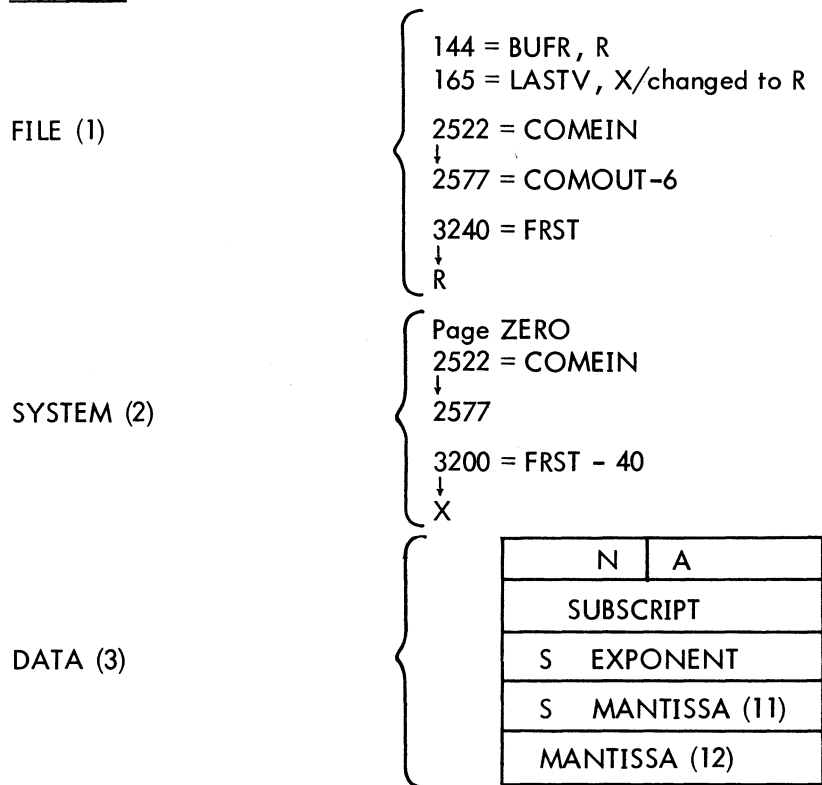 FILE (1)
144 = BUFR, R
165 = LASTV, X/changed to R
2522 = COMEIN
↓
2577 = COMOUT-6
3240 = FRST
↓
R
SYSTEM (2)
Page ZERO
2522 = COMEIN
↓
2577
3200 = FRST - 40
↓
X
DATA (3)
N A
SUBSCRIPT
S EXPONENT
S MANTISSA (11)
MANTISSA (12)